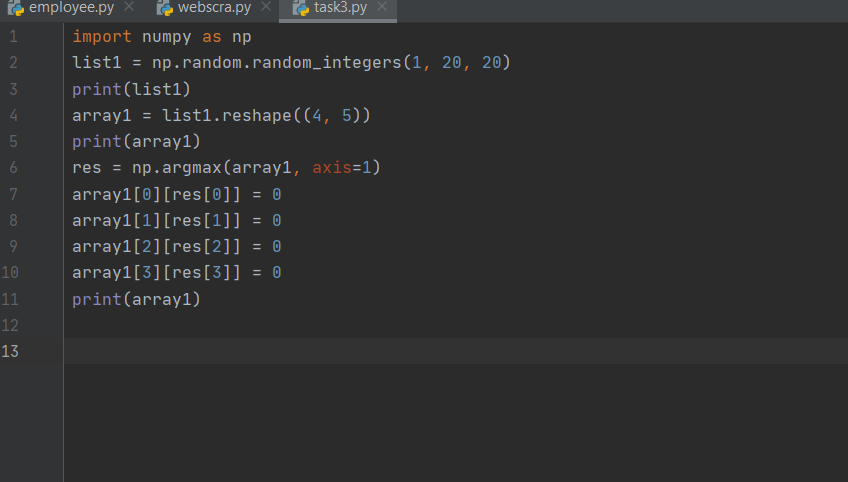 employee.py webscra.py task3.py
1 import numpy as np
2 list1 = np.random.random_integers(1, 20, 20)
3 print(list1)
4 array1 = list1.reshape((4, 5))
5 print(array1)
6 res = np.argmax(array1, axis=1)
7 array1[0][res[0]] = 0
8 array1[1][res[1]] = 0
9 array1[2][res[2]] = 0
10 array1[3][res[3]] = 0
11 print(array1)
12
13